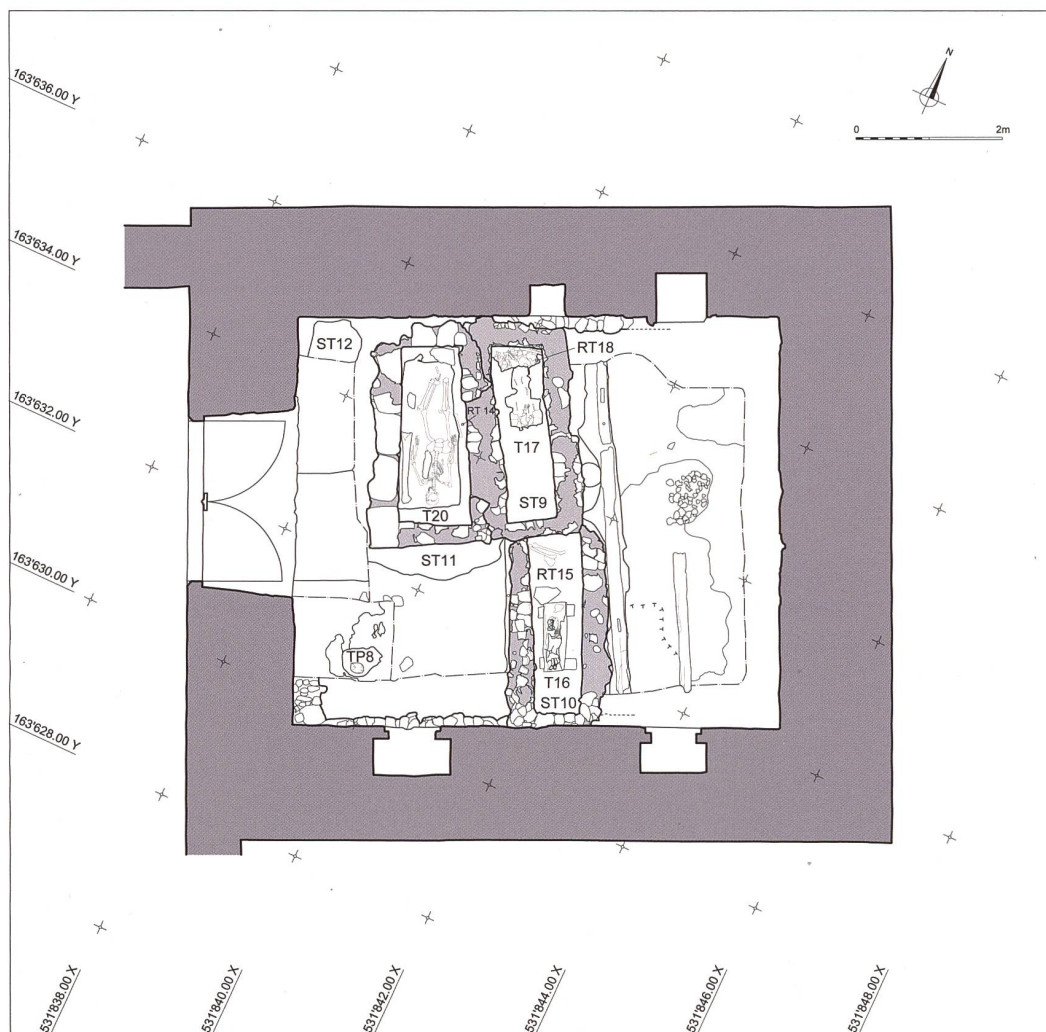 N
0 2m
163'636.00 Y
163'634.00 Y
163'632.00 Y
163'630.00 Y
163'628.00 Y
ST12
RT18
RT 14
T17
ST9
T20
ST11
RT15
TP8
T16
ST10
531'838.00 X
531'840.00 X
531'842.00 X
531'844.00 X
531'846.00 X
531'848.00 X